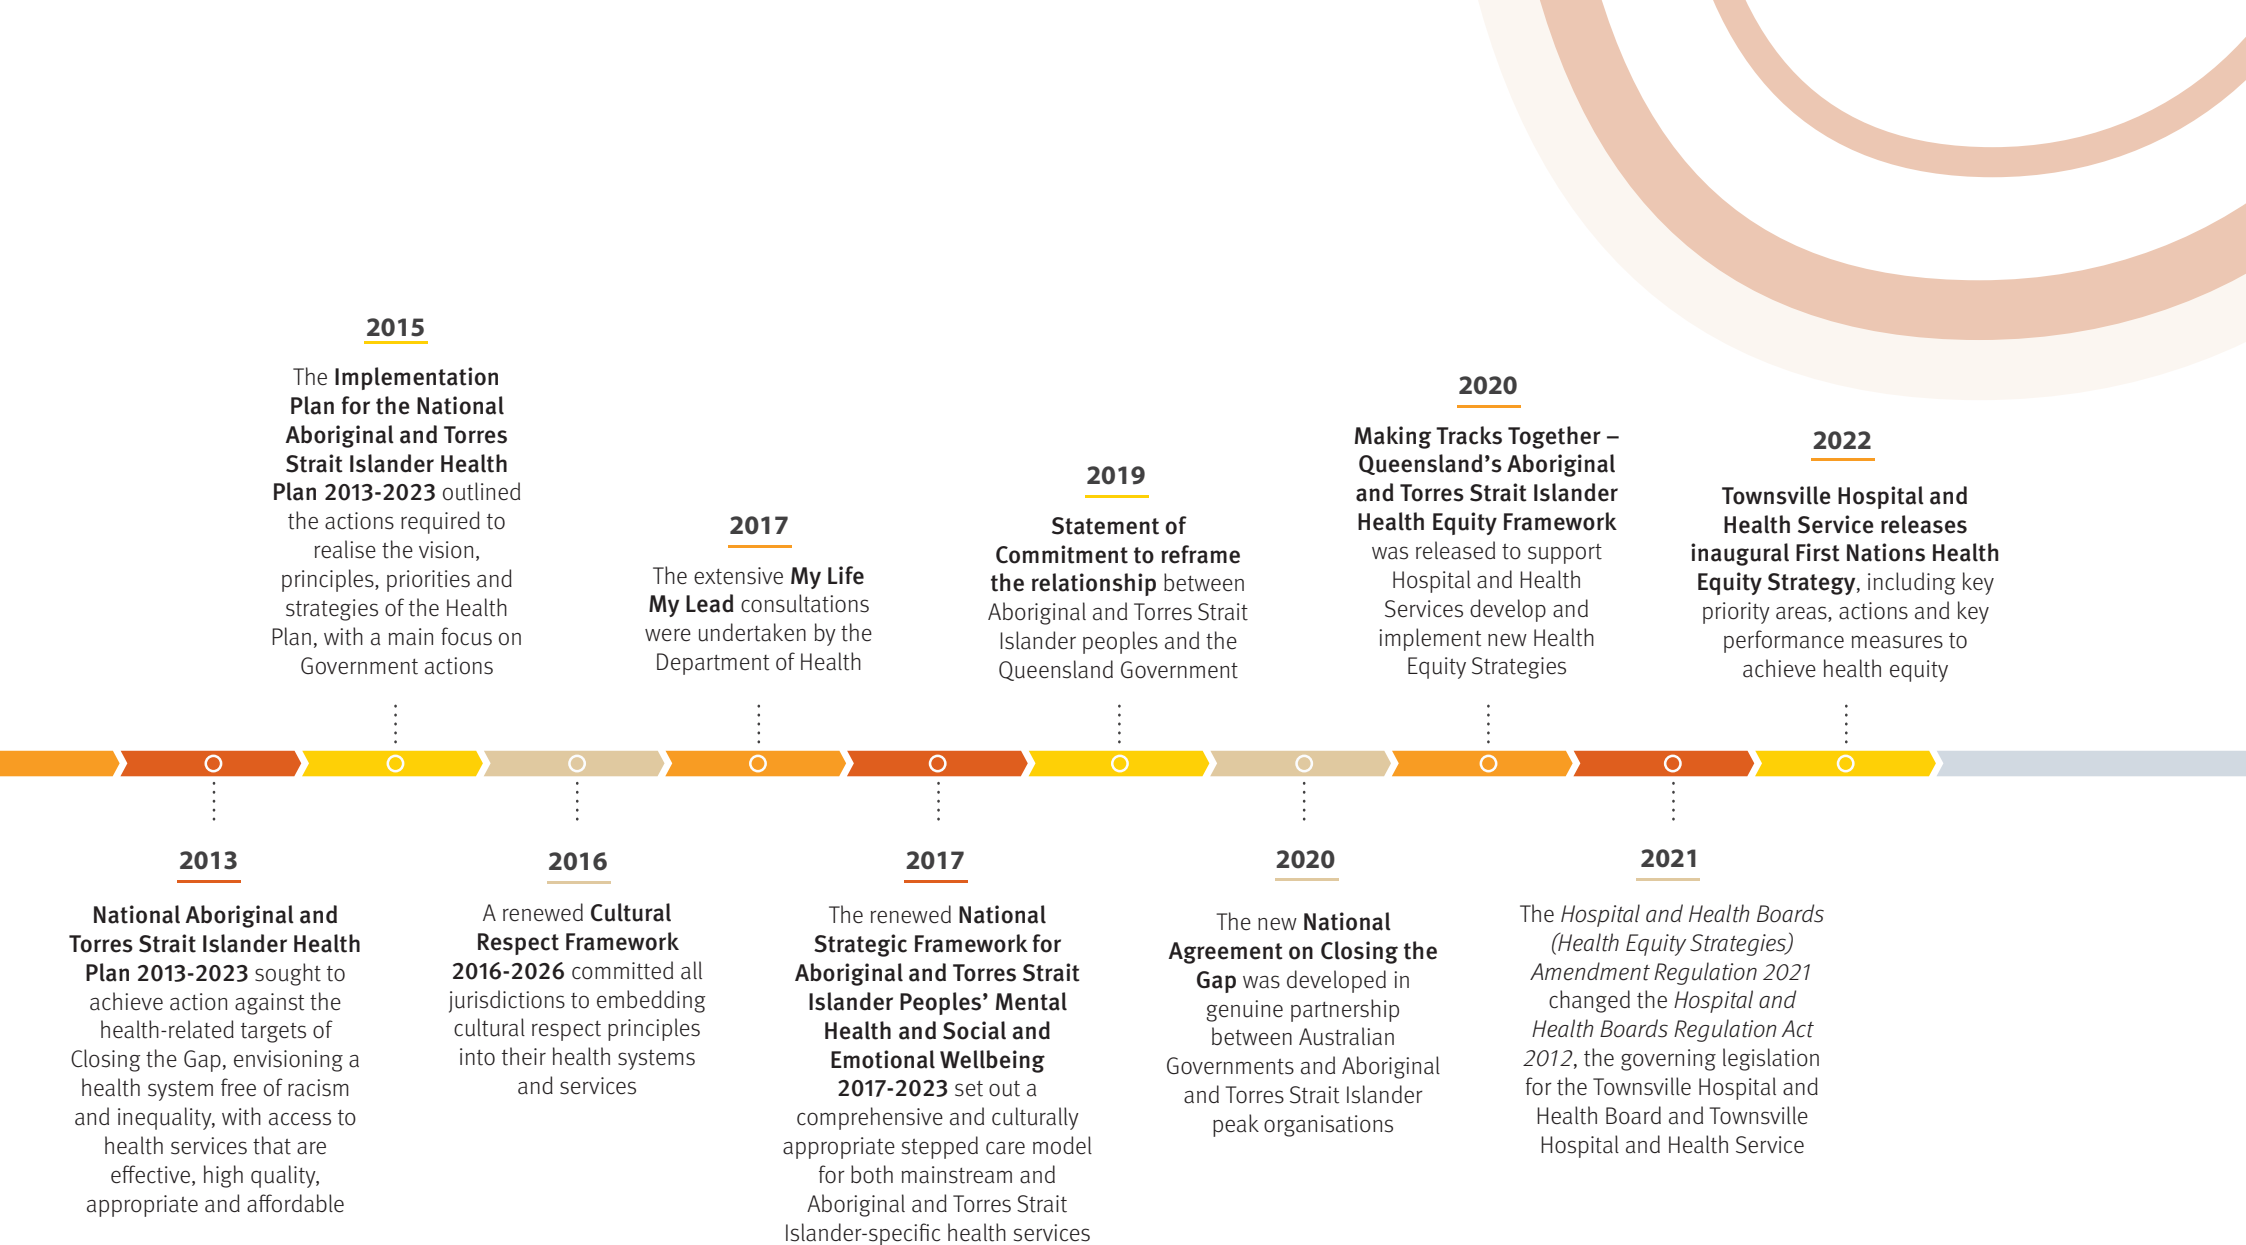 2015
The Implementation
Plan for the National
Aboriginal and Torres
Strait Islander Health
Plan 2013-2023 outlined
the actions required to
realise the vision,
principles, priorities and
strategies of the Health
Plan, with a main focus on
Government actions
2017
The extensive My Life
My Lead consultations
were undertaken by the
Department of Health
2019
Statement of
Commitment to reframe
the relationship between
Aboriginal and Torres Strait
Islander peoples and the
Queensland Government
2020
Making Tracks Together –
Queensland’s Aboriginal
and Torres Strait Islander
Health Equity Framework
was released to support
Hospital and Health
Services develop and
implement new Health
Equity Strategies
2022
Townsville Hospital and
Health Service releases
inaugural First Nations Health
Equity Strategy, including key
priority areas, actions and key
performance measures to
achieve health equity
2013
National Aboriginal and
Torres Strait Islander Health
Plan 2013-2023 sought to
achieve action against the
health-related targets of
Closing the Gap, envisioning a
health system free of racism
and inequality, with access to
health services that are
effective, high quality,
appropriate and affordable
2016
A renewed Cultural
Respect Framework
2016-2026 committed all
jurisdictions to embedding
cultural respect principles
into their health systems
and services
2017
The renewed National
Strategic Framework for
Aboriginal and Torres Strait
Islander Peoples’ Mental
Health and Social and
Emotional Wellbeing
2017-2023 set out a
comprehensive and culturally
appropriate stepped care model
for both mainstream and
Aboriginal and Torres Strait
Islander-specific health services
2020
The new National
Agreement on Closing the
Gap was developed in
genuine partnership
between Australian
Governments and Aboriginal
and Torres Strait Islander
peak organisations
2021
The Hospital and Health Boards
(Health Equity Strategies)
Amendment Regulation 2021
changed the Hospital and
Health Boards Regulation Act
2012, the governing legislation
for the Townsville Hospital and
Health Board and Townsville
Hospital and Health Service